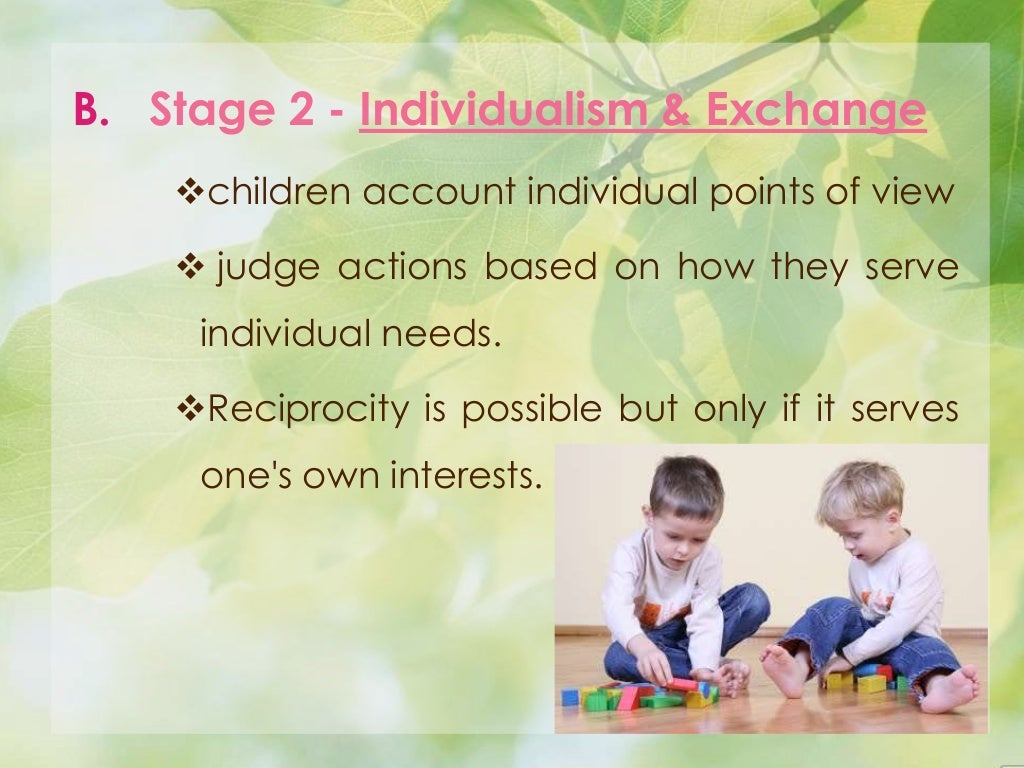 B. Stage 2 - Individualism & Exchange
❖children account individual points of view
❖ judge actions based on how they serve
individual needs.
❖Reciprocity is possible but only if it serves
one's own interests.